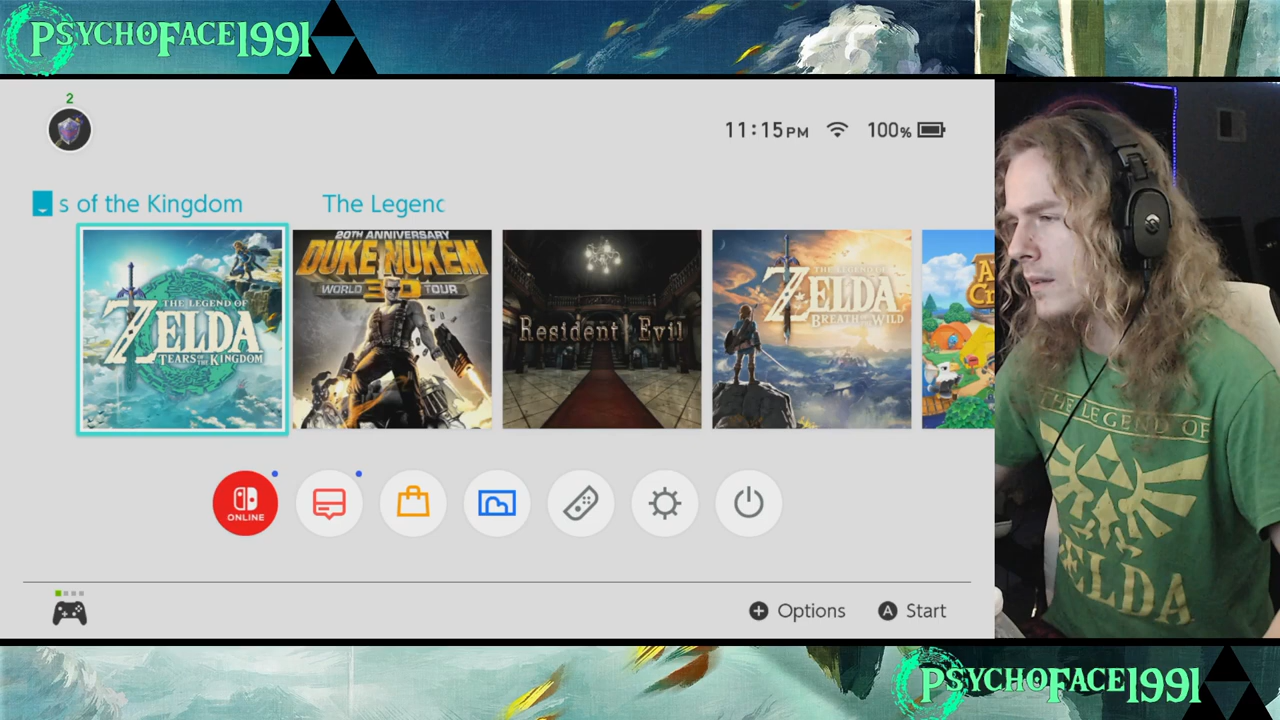 PSYCHOFACE1991
2
11:15PM 100%
s of the Kingdom The Legenc
THE LEGEND OF
ZELDA
TEARS OF THE KINGDOM
20TH ANNIVERSARY
DUKE NUKEM
3D
WORLD TOUR
Resident Evil
THE LEGEND OF
ZELDA
BREATH OF THE WILD
A
Cr
ONLINE
Options Start
THE LEGEND OF
ZELDA
PSYCHOFACE1991